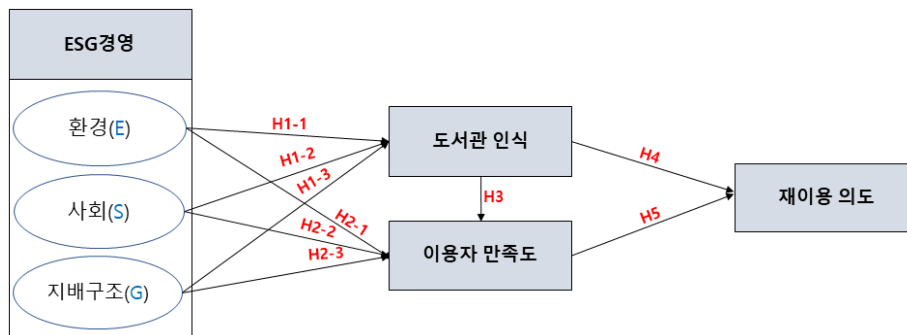 ESG경영
환경(E)
사회(S)
지배구조(G)
H1-1
H1-2
H1-3
H2-1
H2-2
H2-3
도서관 인식
H3
이용자 만족도
H4
H5
재이용 의도